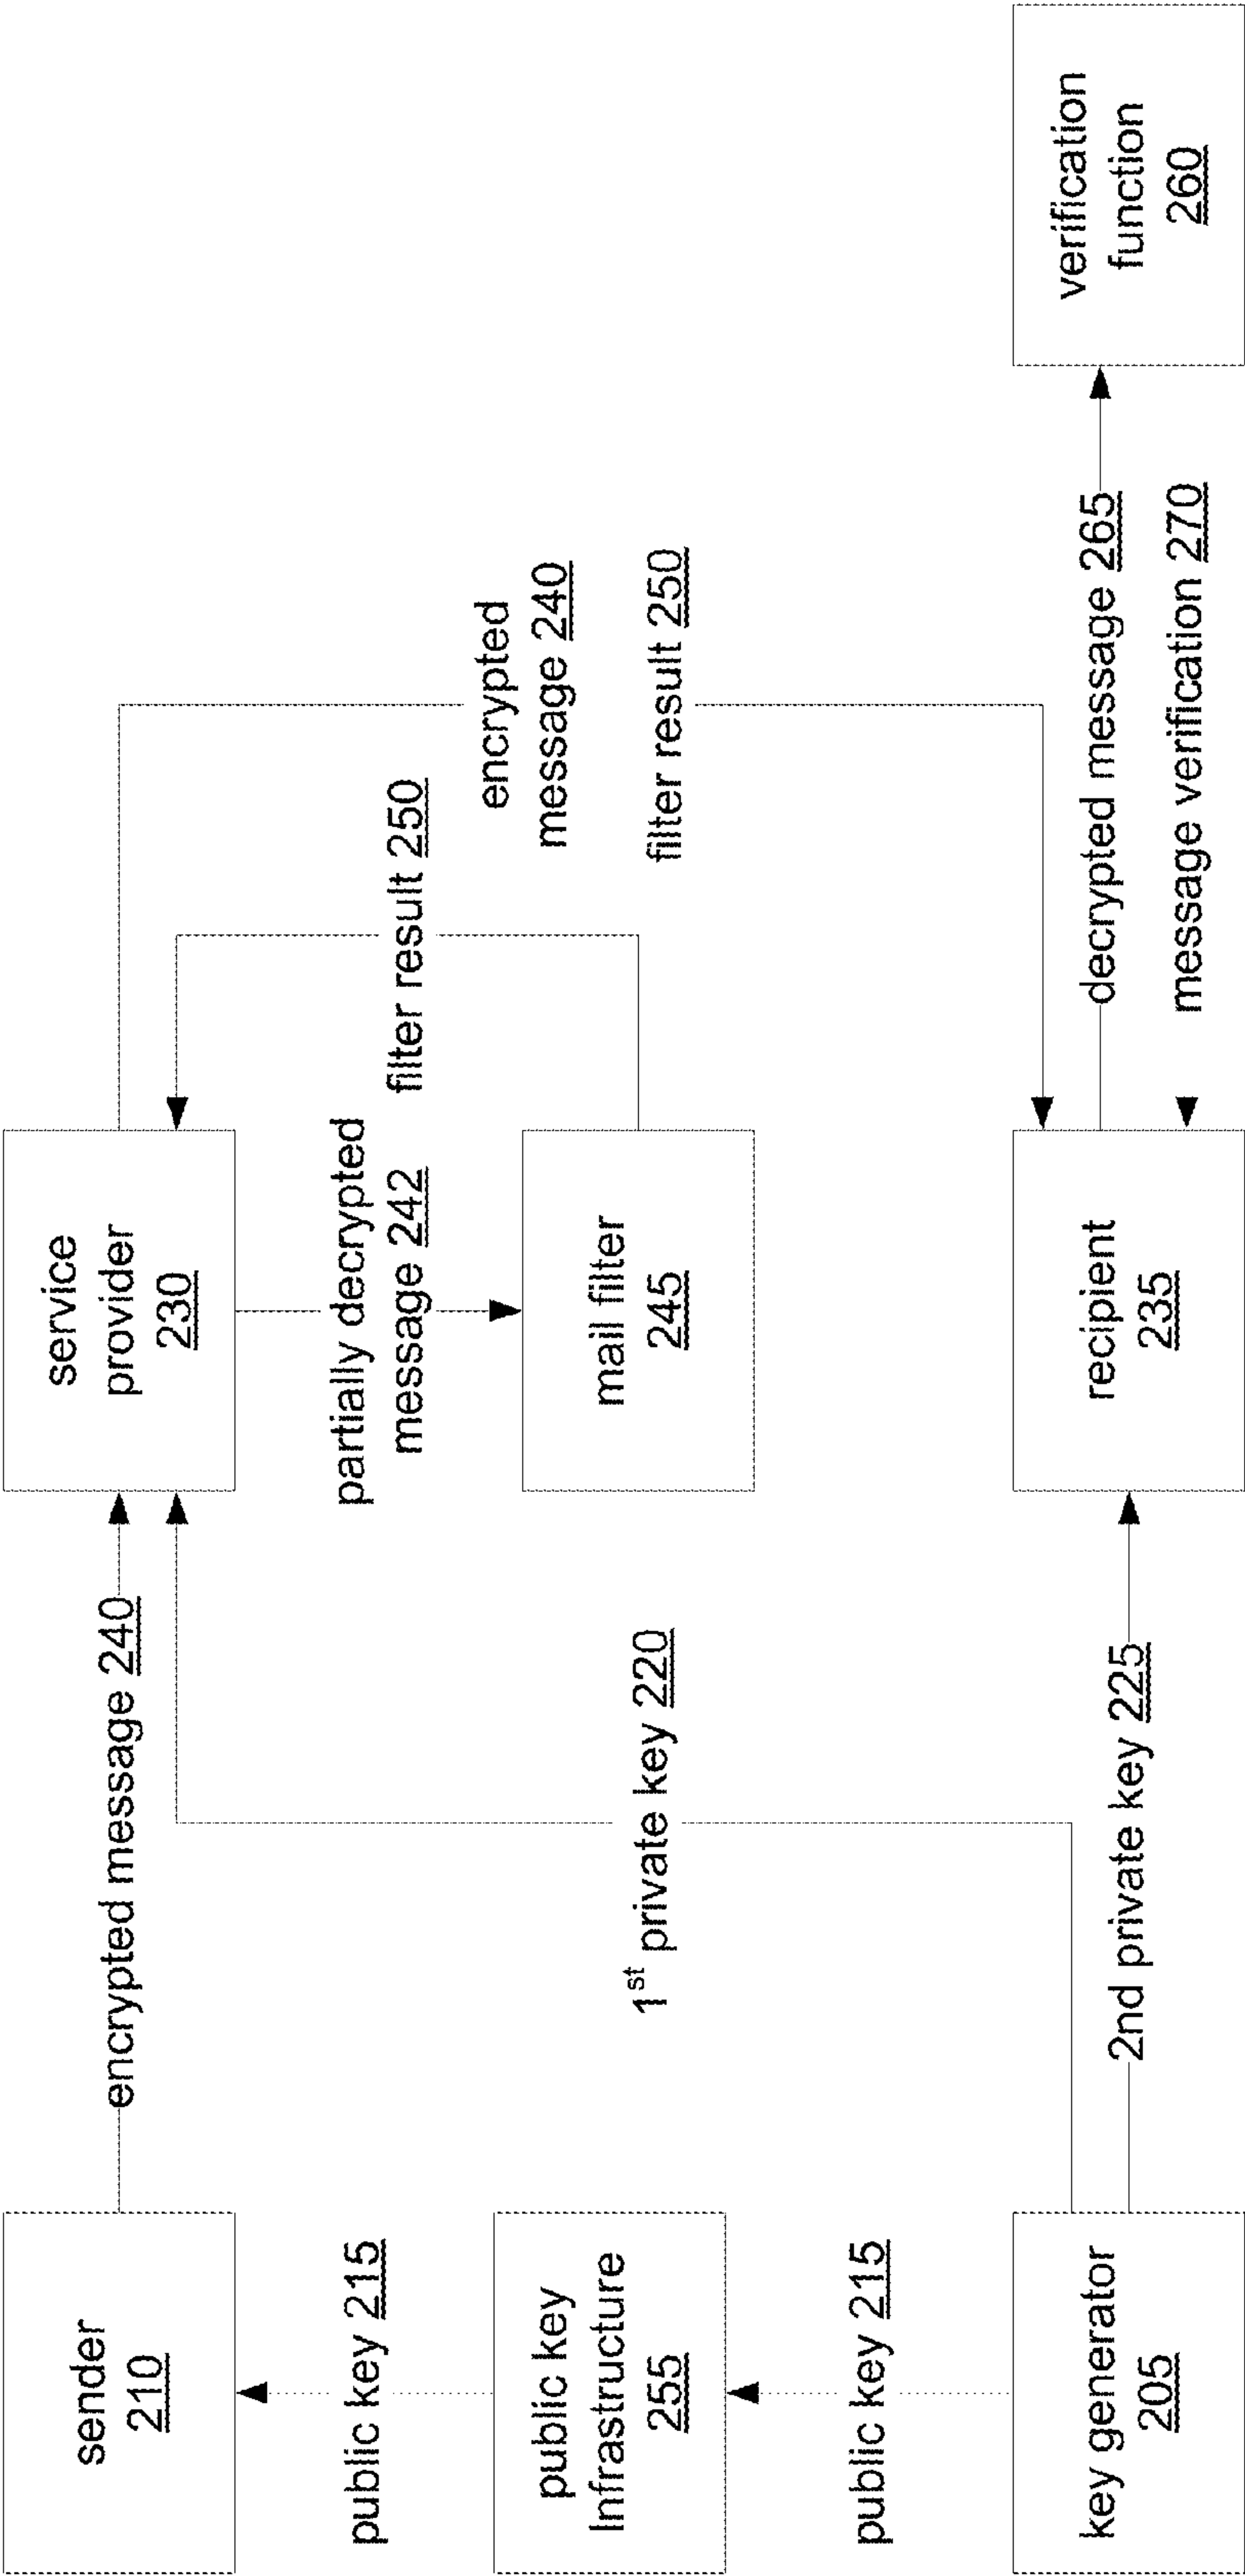 sender
210
encrypted message 240
service
provider
230
public key 215
partially decrypted
message 242
filter result 250
encrypted
message 240
filter result 250
public key
Infrastructure
255
1st private key 220
mail filter
245
public key 215
key generator
205
2nd private key 225
recipient
235
decrypted message 265
message verification 270
verification
function
260